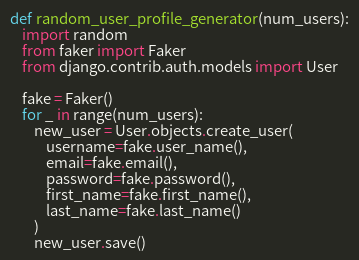 def random_user_profile_generator(num_users):
    import random
    from faker import Faker
    from django.contrib.auth.models import User

    fake = Faker()
    for _ in range(num_users):
        new_user = User.objects.create_user(
            username=fake.user_name(),
            email=fake.email(),
            password=fake.password(),
            first_name=fake.first_name(),
            last_name=fake.last_name()
        )
        new_user.save()